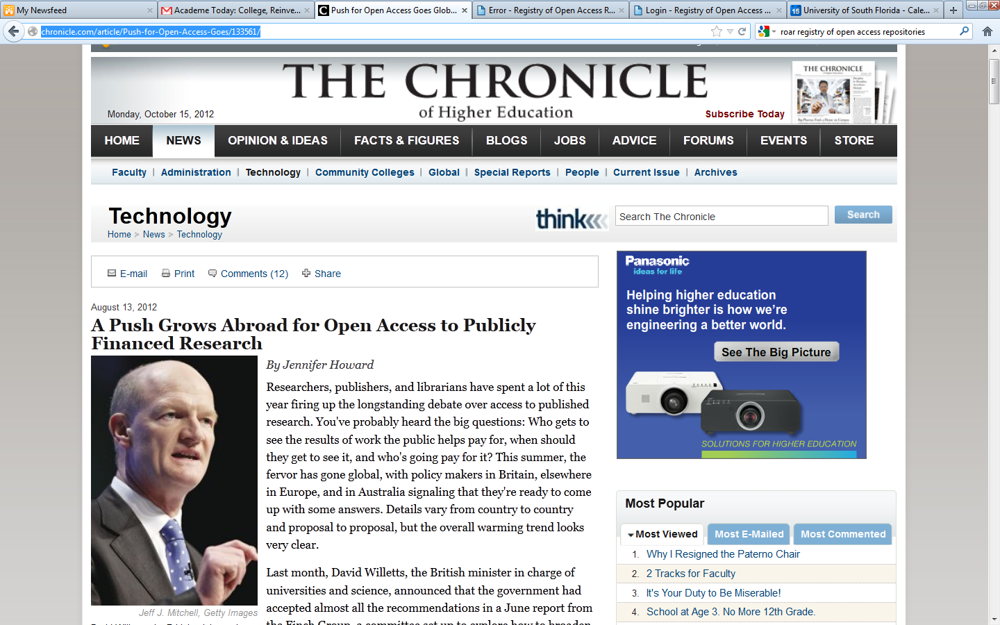 My Newsfeed
Academe Today: College, Reinve...
Push for Open Access Goes Glob...
Error - Registry of Open Access R...
Login - Registry of Open Access ...
15 University of South Florida - Cale...
chronicle.com/article/Push-for-Open-Access-Goes/133561/
roar registry of open access repositories
THE CHRONICLE
of Higher Education
Monday, October 15, 2012
Subscribe Today
THE CHRONICLE
HOME NEWS OPINION & IDEAS FACTS & FIGURES BLOGS JOBS ADVICE FORUMS EVENTS STORE
Faculty | Administration | Technology | Community Colleges | Global | Special Reports | People | Current Issue | Archives
Technology
Home > News > Technology
think
Search The Chronicle
Search
E-mail Print Comments (12) Share
August 13, 2012
A Push Grows Abroad for Open Access to Publicly
Financed Research
By Jennifer Howard
Researchers, publishers, and librarians have spent a lot of this
year firing up the longstanding debate over access to published
research. You've probably heard the big questions: Who gets to
see the results of work the public helps pay for, when should
they get to see it, and who's going pay for it? This summer, the
fervor has gone global, with policy makers in Britain, elsewhere
in Europe, and in Australia signaling that they're ready to come
up with some answers. Details vary from country to country
and proposal to proposal, but the overall warming trend looks
very clear.
Last month, David Willetts, the British minister in charge of
universities and science, announced that the government had
accepted almost all the recommendations in a June report from
the Finch Group, a committee set up to explore how to broaden
Jeff J. Mitchell, Getty Images
Panasonic
ideas for life
Helping higher education
shine brighter is how we're
engineering a better world.
See The Big Picture
SOLUTIONS FOR HIGHER EDUCATION
Most Popular
Most Viewed Most E-Mailed Most Commented
1. Why I Resigned the Paterno Chair
2. 2 Tracks for Faculty
3. It's Your Duty to Be Miserable!
4. School at Age 3. No More 12th Grade.